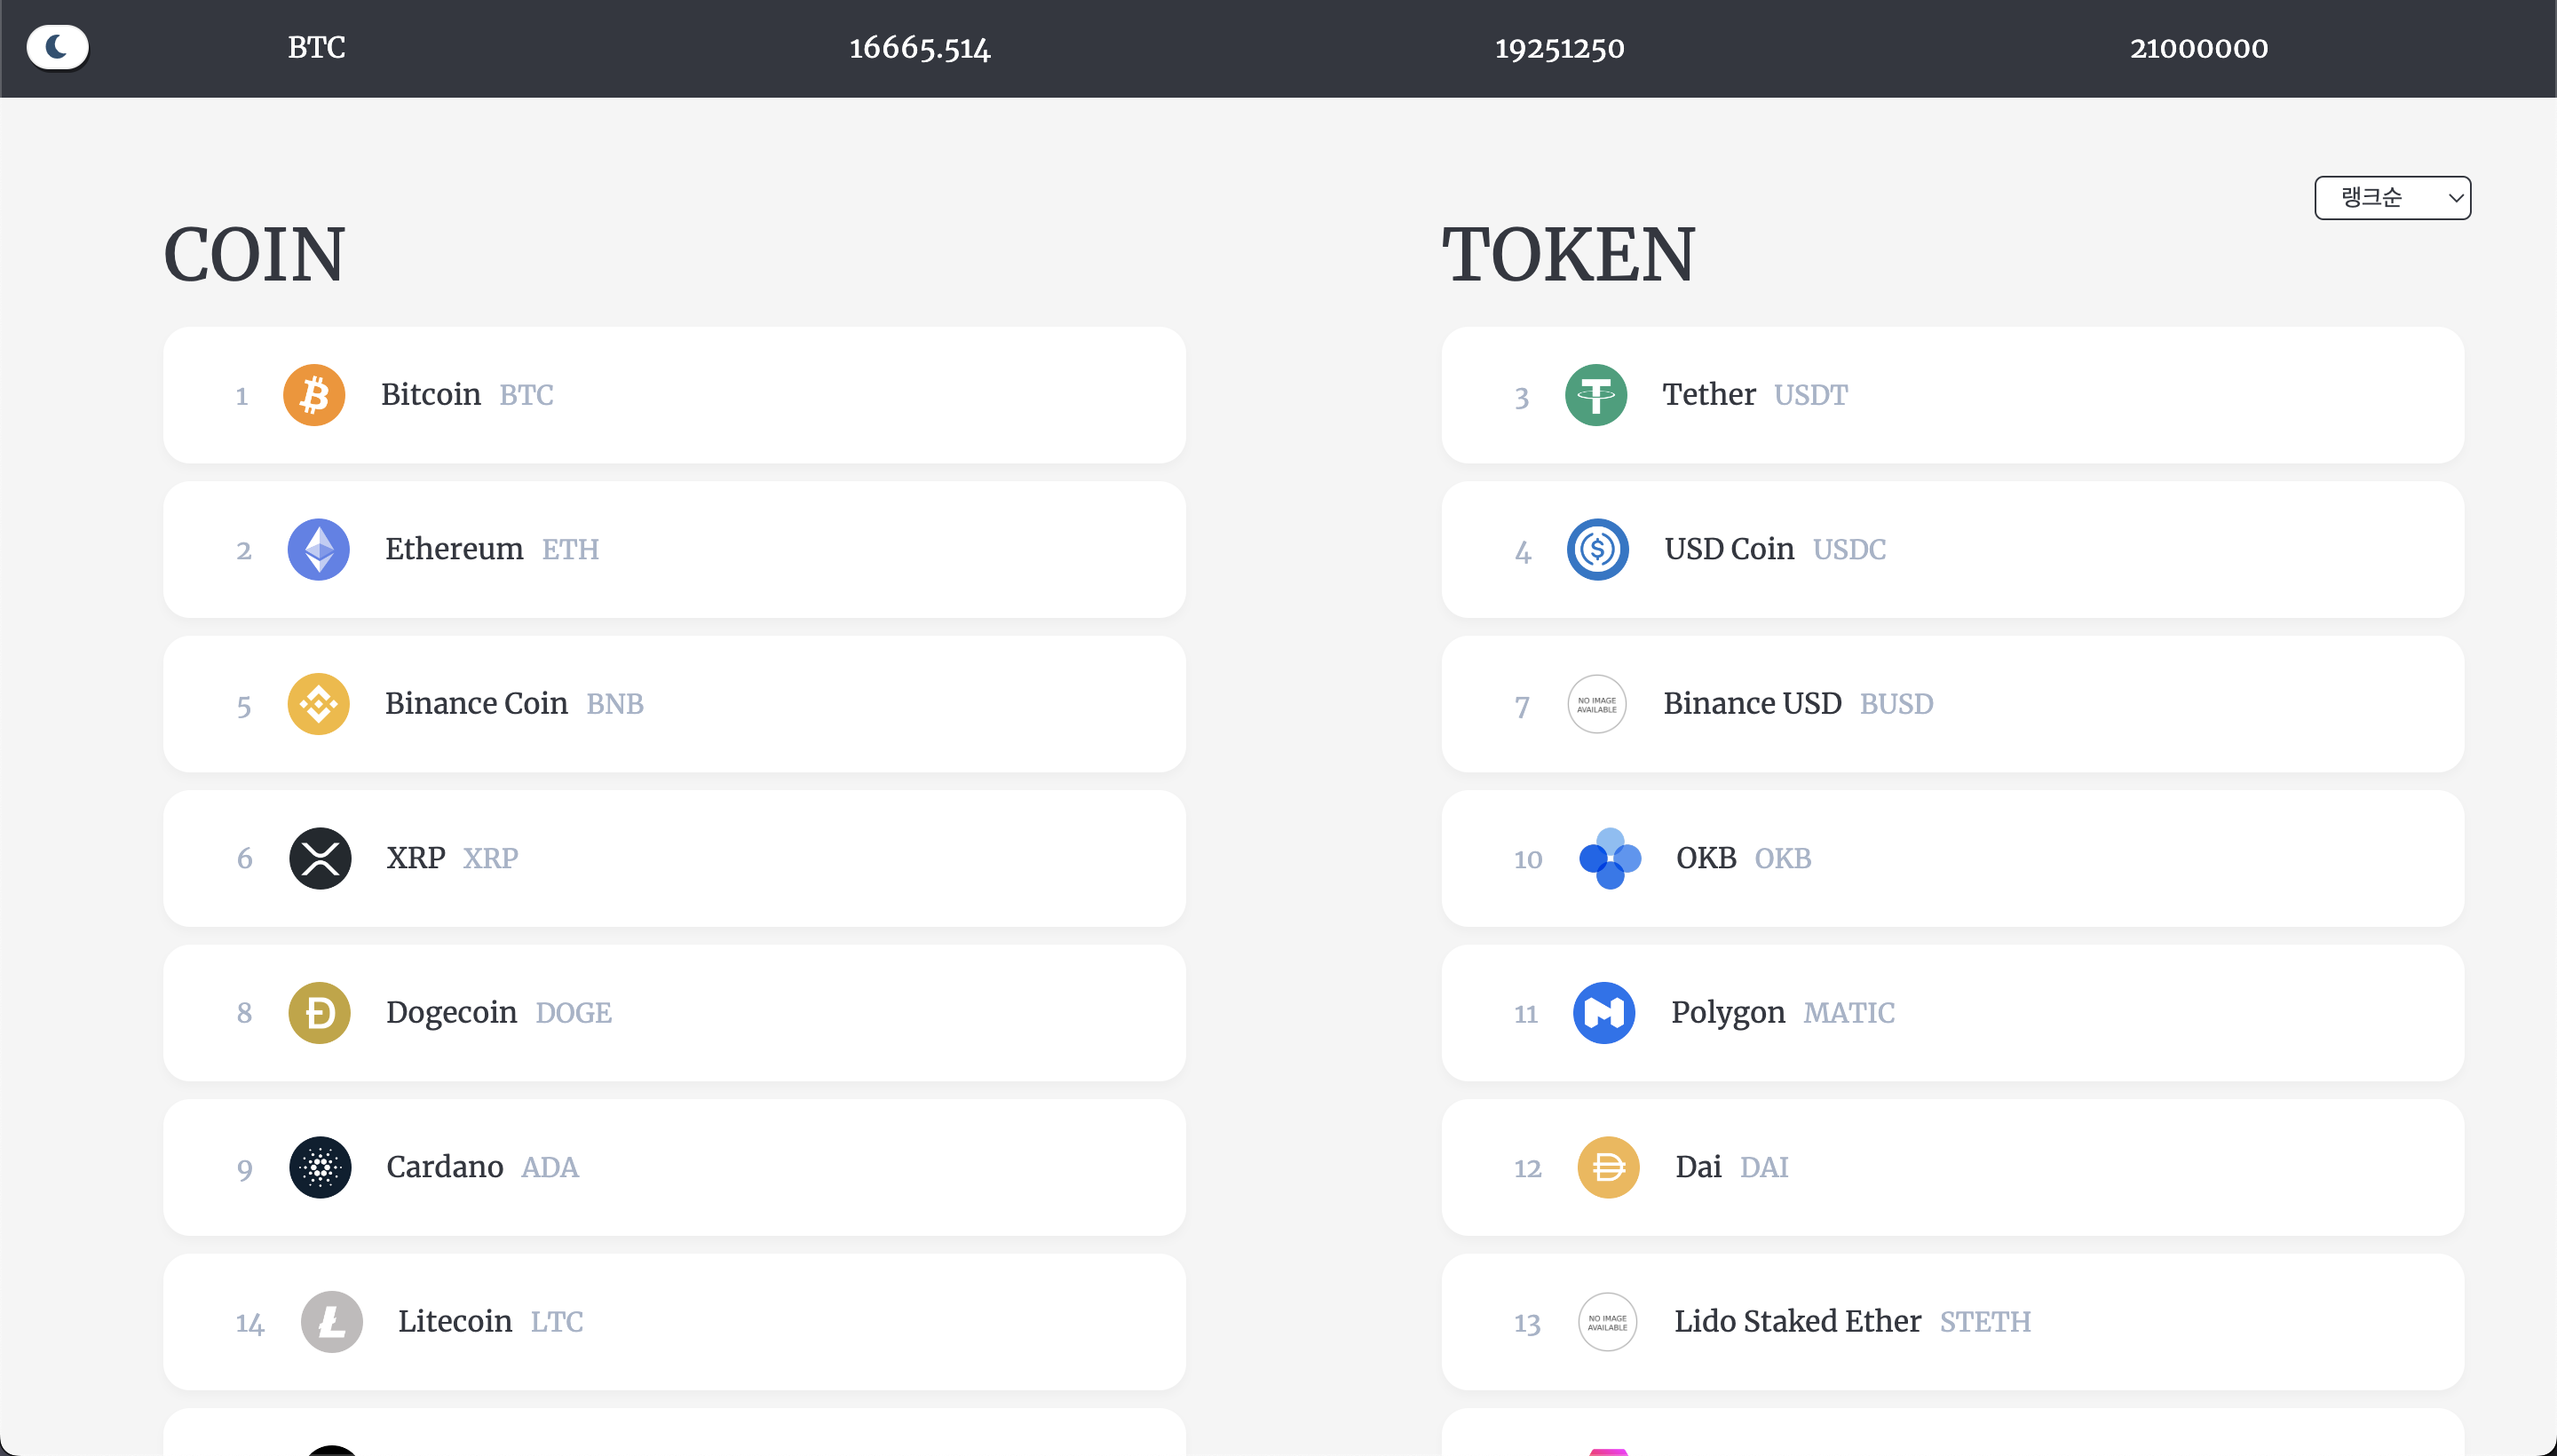 BTC 16665.514 19251250 21000000
랭크순
COIN
1 Bitcoin BTC
2 Ethereum ETH
5 Binance Coin BNB
6 XRP XRP
8 Dogecoin DOGE
9 Cardano ADA
14 Litecoin LTC
TOKEN
3 Tether USDT
4 USD Coin USDC
7 NO IMAGE
AVAILABLE
Binance USD BUSD
10 OKB OKB
11 Polygon MATIC
12 Dai DAI
13 NO IMAGE
AVAILABLE
Lido Staked Ether STETH